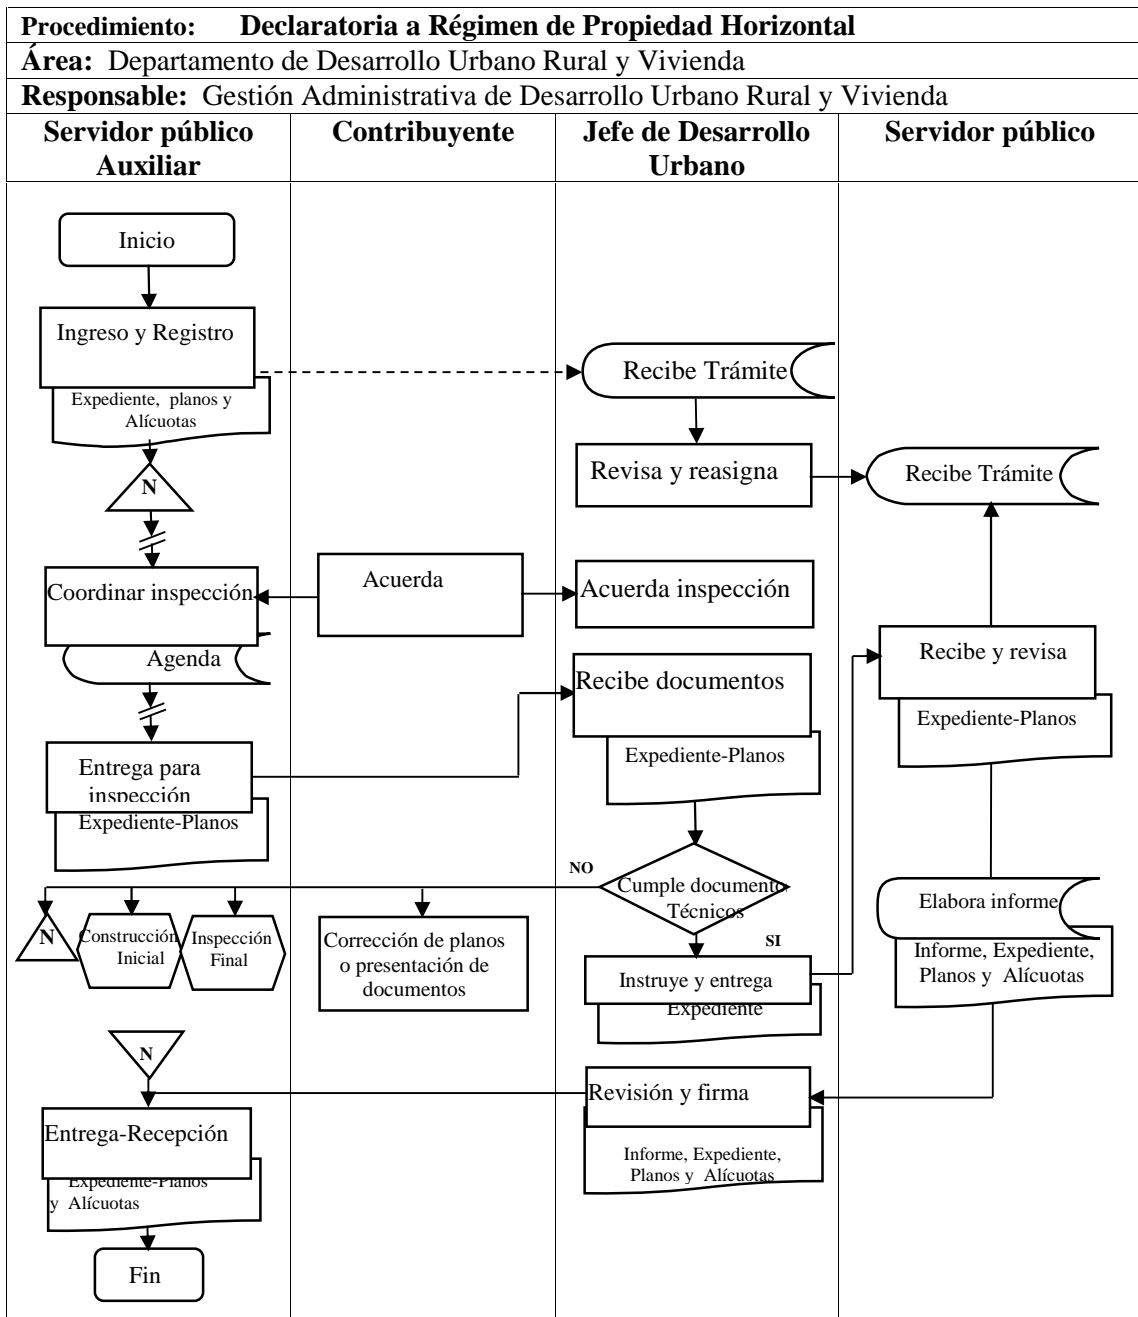 Procedimiento: Declaratoria a Régimen de Propiedad Horizontal
Área: Departamento de Desarrollo Urbano Rural y Vivienda
Responsable: Gestión Administrativa de Desarrollo Urbano Rural y Vivienda
Servidor público
Auxiliar
Contribuyente
Jefe de Desarrollo
Urbano
Servidor público
Inicio
Ingreso y Registro
Expediente, planos y
Alícuotas
Recibe Trámite
Revisa y reasigna
Recibe Trámite
N
Coordinar inspección
Agenda
Acuerda
Acuerda inspección
Recibe documentos
Expediente-Planos
Recibe y revisa
Expediente-Planos
Entrega para
inspección
Expediente-Planos
NO
Cumple documento
Técnicos
SI
N
Construcción
Inicial
Inspección
Final
Corrección de planos
o presentación de
documentos
Instruye y entrega
Expediente
Elabora informe
Informe, Expediente,
Planos y Alícuotas
N
Revisión y firma
Informe, Expediente,
Planos y Alícuotas
Entrega-Recepción
Expediente-Planos
y Alícuotas
Fin